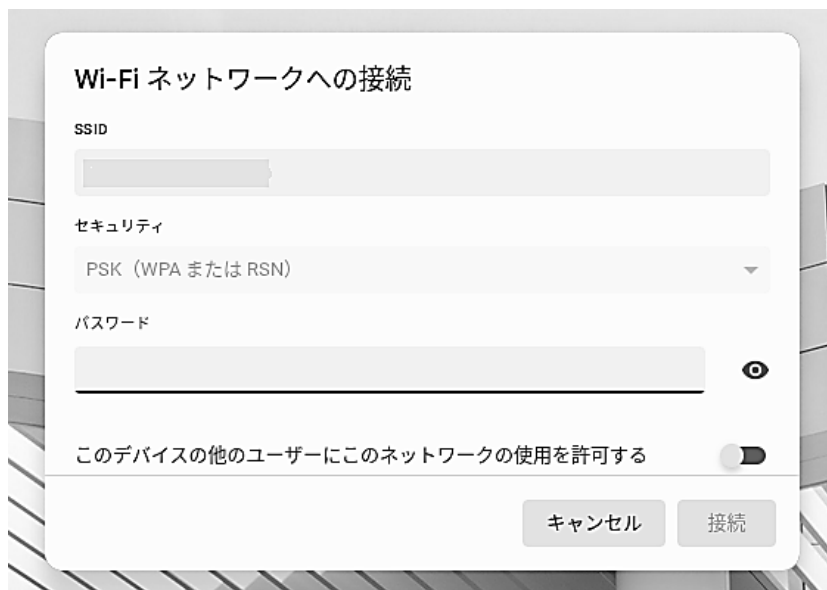 Wi-Fi ネットワークへの接続
SSID
セキュリティ
PSK（WPA または RSN）
パスワード
このデバイスの他のユーザーにこのネットワークの使用を許可する
キャンセル 接続